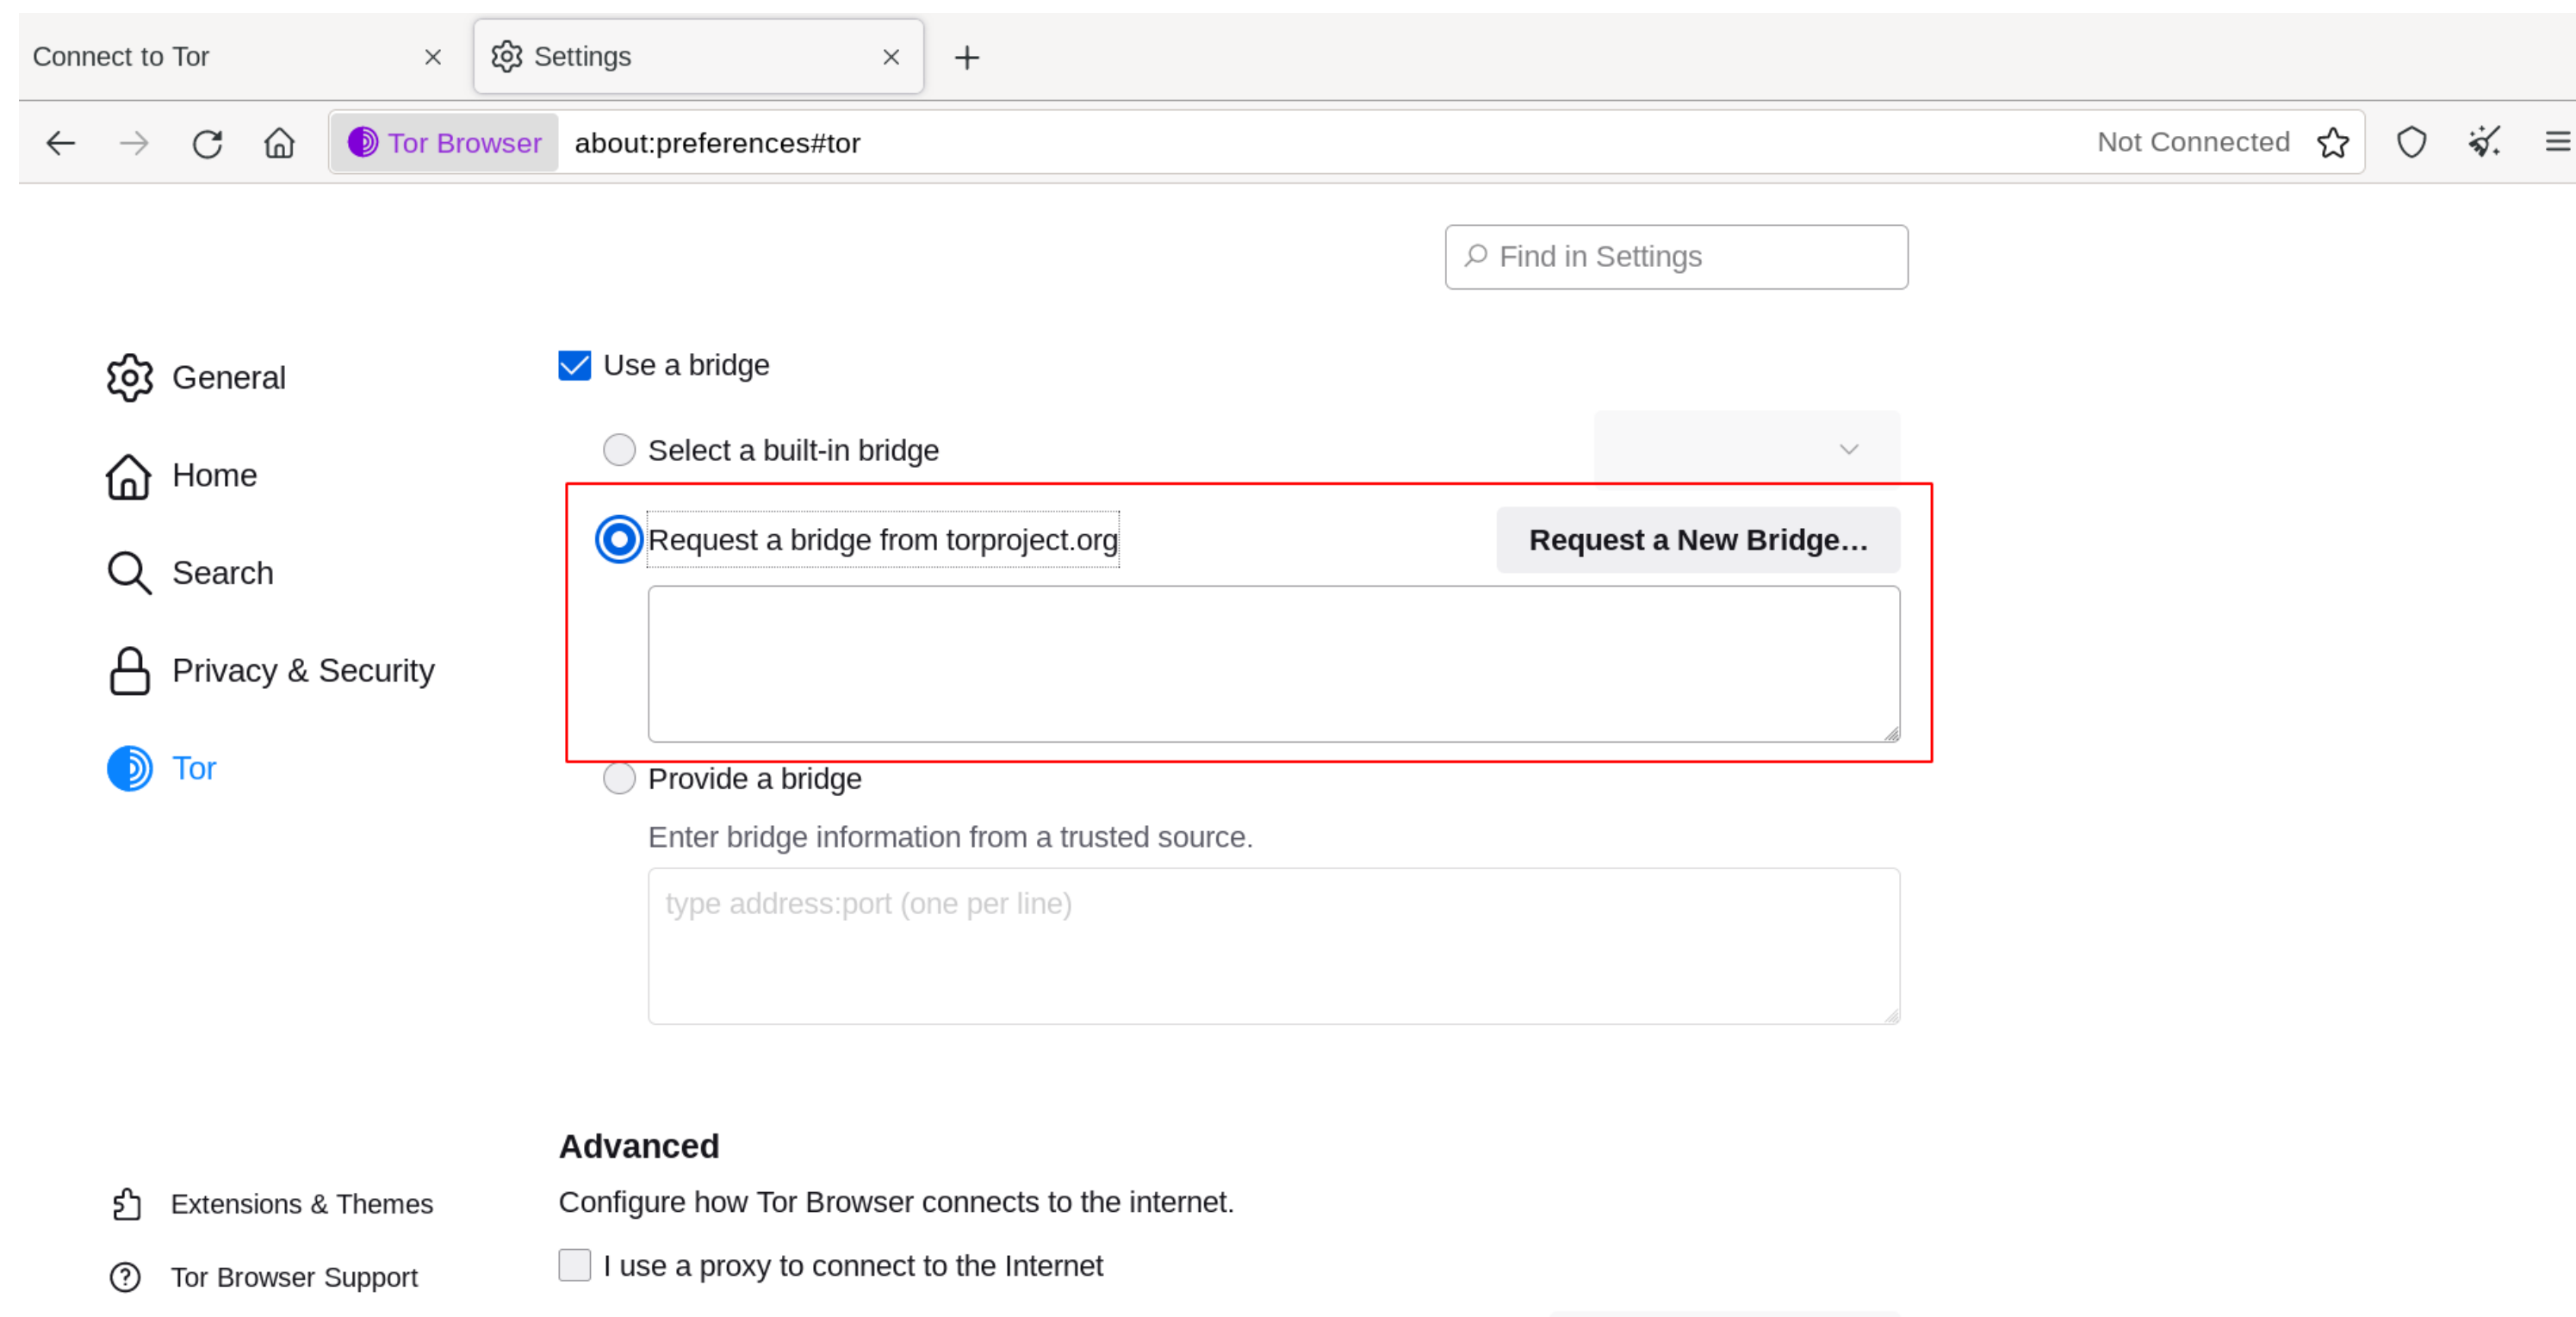 Connect to Tor
Settings
Tor Browser about:preferences#tor Not Connected
Find in Settings
General
Home
Search
Privacy & Security
Tor
Extensions & Themes
Tor Browser Support
Use a bridge
Select a built-in bridge
Request a bridge from torproject.org Request a New Bridge…
Provide a bridge
Enter bridge information from a trusted source.
type address:port (one per line)
Advanced
Configure how Tor Browser connects to the internet.
I use a proxy to connect to the Internet